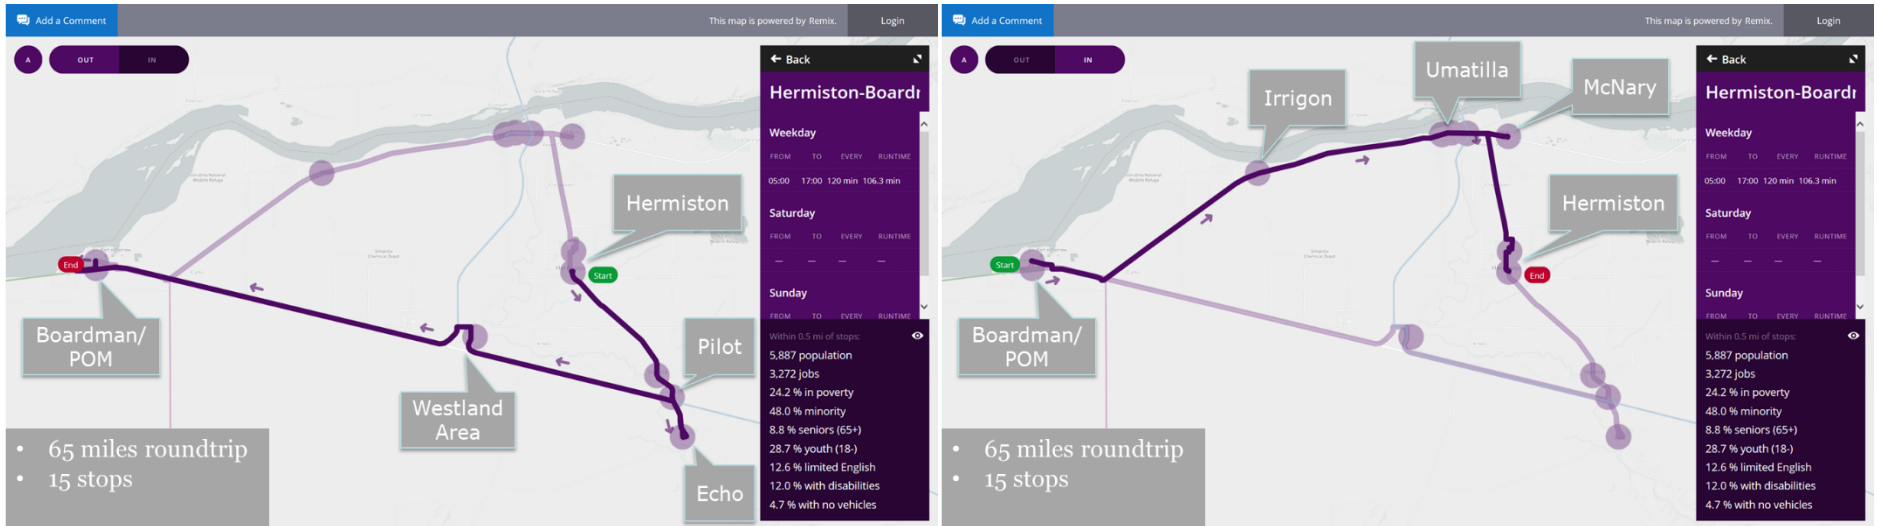 Add a Comment
This map is powered by Remix.
Login
A
OUT
IN
← Back
Hermiston-Boardr
Weekday
FROM TO EVERY RUNTIME
05:00 17:00 120 min 106.3 min
Saturday
FROM TO EVERY RUNTIME
— — — —
Sunday
FROM TO EVERY RUNTIME
Within 0.5 mi of stops:
5,887 population
3,272 jobs
24.2 % in poverty
48.0 % minority
8.8 % seniors (65+)
28.7 % youth (18-)
12.6 % limited English
12.0 % with disabilities
4.7 % with no vehicles
Hermiston
Start
End
Boardman/
POM
Pilot
Westland
Area
Echo
• 65 miles roundtrip
• 15 stops
Add a Comment
This map is powered by Remix.
Login
A
OUT
IN
← Back
Hermiston-Boardr
Weekday
FROM TO EVERY RUNTIME
05:00 17:00 120 min 106.3 min
Saturday
FROM TO EVERY RUNTIME
— — — —
Sunday
FROM TO EVERY RUNTIME
Within 0.5 mi of stops:
5,887 population
3,272 jobs
24.2 % in poverty
48.0 % minority
8.8 % seniors (65+)
28.7 % youth (18-)
12.6 % limited English
12.0 % with disabilities
4.7 % with no vehicles
Umatilla
McNary
Irrigon
Hermiston
Start
End
Boardman/
POM
• 65 miles roundtrip
• 15 stops